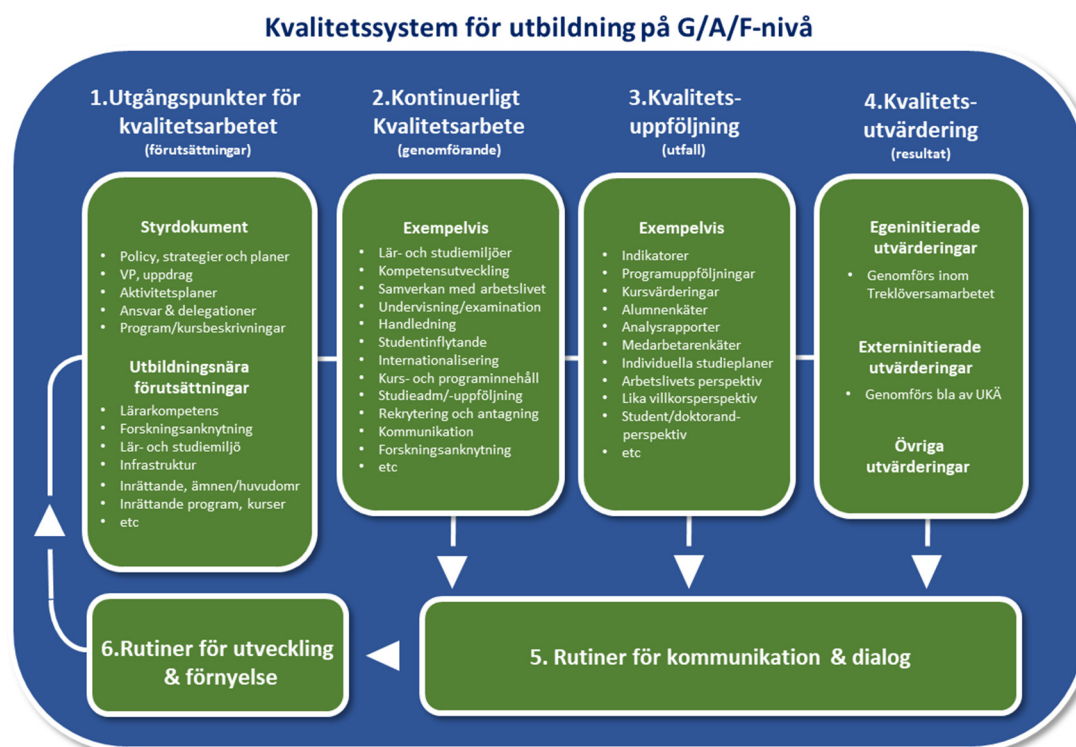 Kvalitetssystem för utbildning på G/A/F-nivå
1.Utgångspunkter för
kvalitetsarbetet
(förutsättningar)
Styrdokument
• Policy, strategier och planer
• VP, uppdrag
• Aktivitetsplaner
• Ansvar & delegationer
• Program/kursbeskrivningar
Utbildningsnära
förutsättningar
• Lärarkompetens
• Forskningsanknytning
• Lär- och studiemiljö
• Infrastruktur
• Inrättande, ämnen/huvudomr
• Inrättande program, kurser
• etc
2.Kontinuerligt
Kvalitetsarbete
(genomförande)
Exempelvis
• Lär- och studiemiljöer
• Kompetensutveckling
• Samverkan med arbetslivet
• Undervisning/examination
• Handledning
• Studentinflytande
• Internationalisering
• Kurs- och programinnehåll
• Studieadm/-uppföljning
• Rekrytering och antagning
• Kommunikation
• Forskningsanknytning
• etc
3.Kvalitets-
uppföljning
(utfall)
Exempelvis
• Indikatorer
• Programuppföljningar
• Kursvärderingar
• Alumnenkäter
• Analysrapporter
• Medarbetarenkäter
• Individuella studieplaner
• Arbetslivets perspektiv
• Lika villkorsperspektiv
• Student/doktorand-
perspektiv
• etc
4.Kvalitets-
utvärdering
(resultat)
Egeninitierade
utvärderingar
• Genomförs inom
Treklöversamarbetet
Externinitierade
utvärderingar
• Genomförs bla av UKÄ
Övriga
utvärderingar
5. Rutiner för kommunikation & dialog
6.Rutiner för utveckling
& förnyelse